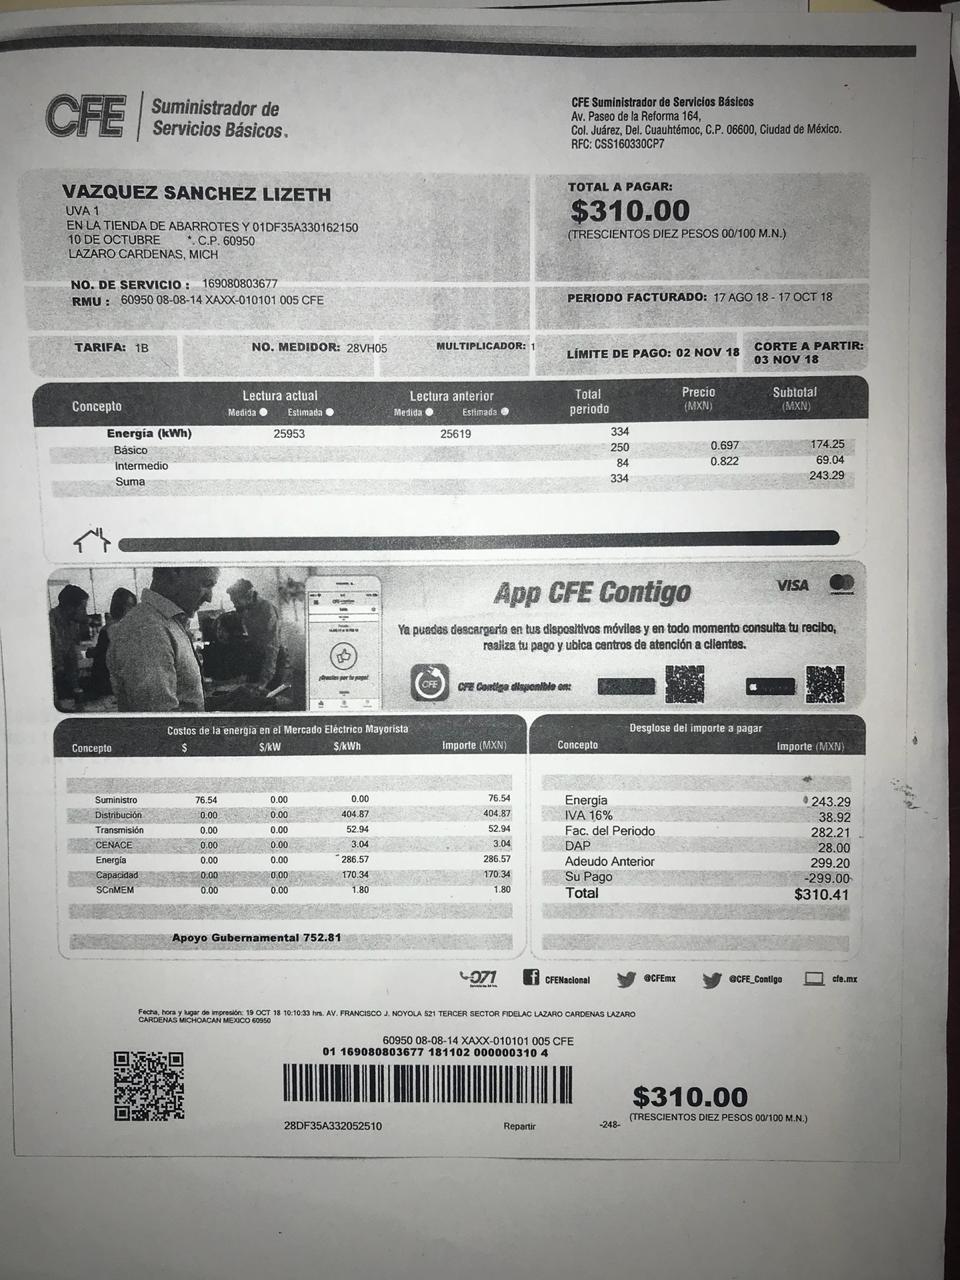 CFE
Suministrador de
Servicios Básicos.
CFE Suministrador de Servicios Básicos
Av. Paseo de la Reforma 164,
Col. Juárez, Del. Cuauhtémoc, C.P. 06600, Ciudad de México.
RFC: CSS160330CP7
VAZQUEZ SANCHEZ LIZETH
UVA 1
EN LA TIENDA DE ABARROTES Y 01DF35A330162150
10 DE OCTUBRE *. C.P. 60950
LAZARO CARDENAS, MICH
TOTAL A PAGAR:
$310.00
(TRESCIENTOS DIEZ PESOS 00/100 M.N.)
NO. DE SERVICIO : 169080803677
RMU : 60950 08-08-14 XAXX-010101 005 CFE
PERIODO FACTURADO: 17 AGO 18 - 17 OCT 18
TARIFA: 1B NO. MEDIDOR: 28VH05 MULTIPLICADOR: 1
LÍMITE DE PAGO: 02 NOV 18
CORTE A PARTIR:
03 NOV 18
Concepto Lectura actual Lectura anterior Total periodo Precio (MXN) Subtotal (MXN)
Medida Estimada Medida Estimada
Energía (kWh) 25953 25619 334
Básico 250 0.697 174.25
Intermedio 84 0.822 69.04
Suma 334 243.29
App CFE Contigo
VISA
Ya puedes descargarla en tus dispositivos móviles y en todo momento consulta tu recibo,
realiza tu pago y ubica centros de atención a clientes.
¡Gracias por tu pago!
CFE
CFE Contigo disponible en:
Costos de la energía en el Mercado Eléctrico Mayorista
Concepto $ $/kW $/kWh Importe (MXN)
Suministro 76.54 0.00 0.00 76.54
Distribución 0.00 0.00 404.87 404.87
Transmisión 0.00 0.00 52.94 52.94
CENACE 0.00 0.00 3.04 3.04
Energía 0.00 0.00 286.57 286.57
Capacidad 0.00 0.00 170.34 170.34
SCnMEM 0.00 0.00 1.80 1.80
Apoyo Gubernamental 752.81
Desglose del importe a pagar
Concepto Importe (MXN)
Energía 243.29
IVA 16% 38.92
Fac. del Periodo 282.21
DAP 28.00
Adeudo Anterior 299.20
Su Pago -299.00
Total $310.41
071
CFENacional
@CFEmx
@CFE_Contigo
cfe.mx
Fecha, hora y lugar de impresión: 19 OCT 18 10:10:33 hrs. AV. FRANCISCO J. NOYOLA 521 TERCER SECTOR FIDELAC LAZARO CARDENAS LAZARO
CARDENAS MICHOACAN MEXICO 60950
60950 08-08-14 XAXX-010101 005 CFE
01 169080803677 181102 000000310 4
28DF35A332052510 Repartir -248-
$310.00
(TRESCIENTOS DIEZ PESOS 00/100 M.N.)